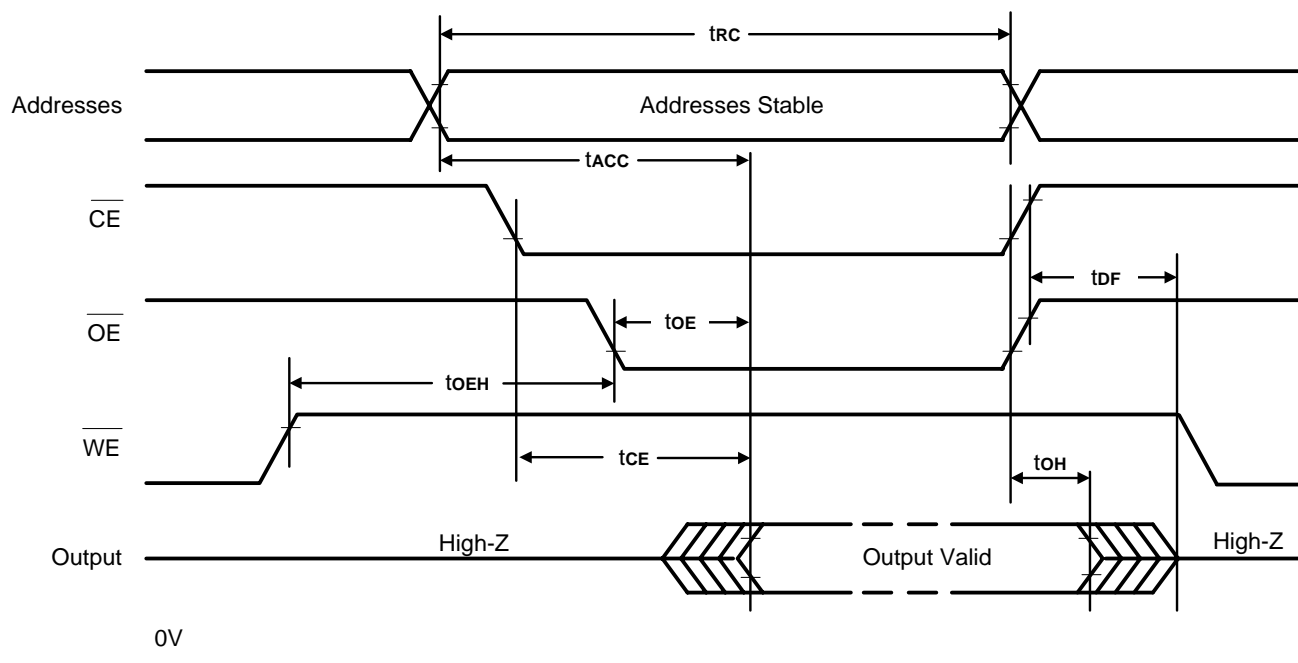 tRC
Addresses
Addresses Stable
tACC
CE
tDF
OE
tOE
tOEH
WE
tCE
tOH
High-Z
Output
Output Valid
High-Z
0V